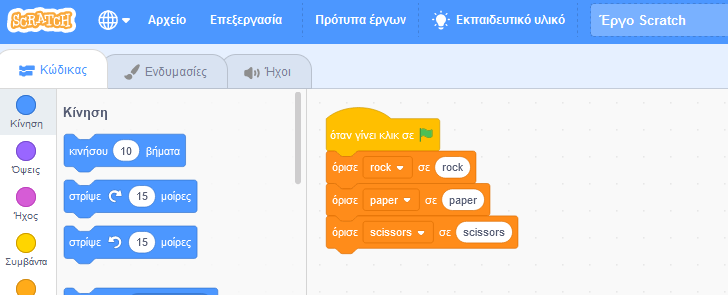 SCRATCH Αρχείο Επεξεργασία Πρότυπα έργων Εκπαιδευτικό υλικό Έργο Scratch
Κώδικας Ενδυμασίες Ήχοι
Κίνηση
Όψεις
Ήχος
Συμβάντα
Κίνηση
κινήσου 10 βήματα
στρίψε 15 μοίρες
στρίψε 15 μοίρες
όταν γίνει κλικ σε
όρισε rock σε rock
όρισε paper σε paper
όρισε scissors σε scissors